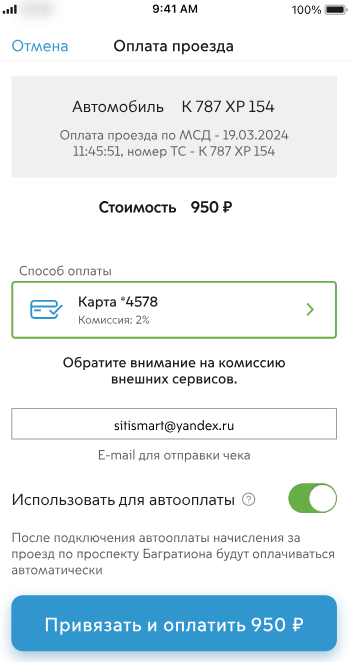 9:41 AM 100%
Отмена Оплата проезда
Автомобиль К 787 ХР 154
Оплата проезда по МСД - 19.03.2024
11:45:51, номер ТС - К 787 ХР 154
Стоимость 950 ₽
Способ оплаты
Карта *4578
Комиссия: 2%
Обратите внимание на комиссию
внешних сервисов.
sitismart@yandex.ru
E-mail для отправки чека
Использовать для автооплаты ?
После подключения автооплаты начисления за
проезд по проспекту Багратиона будут оплачиваться
автоматически
Привязать и оплатить 950 ₽